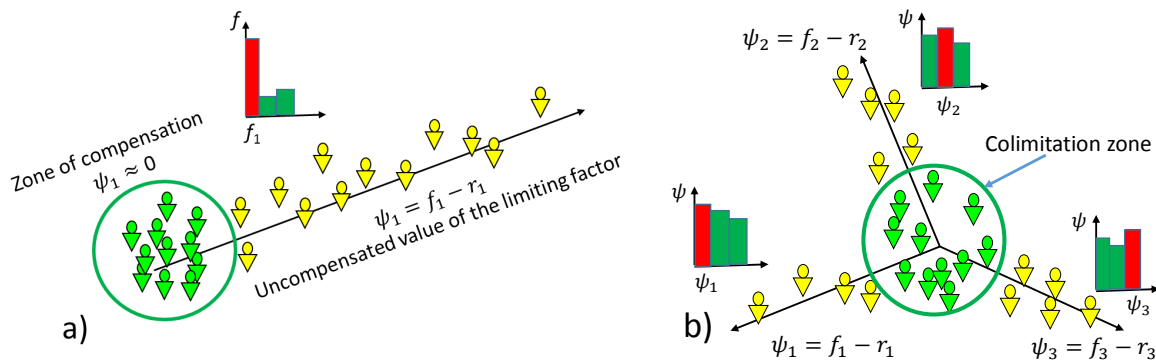 f
f₁
Zone of compensation
ψ₁ ≈ 0
ψ₁ = f₁ − r₁
Uncompensated value of the limiting factor
a)
ψ
ψ₂
ψ₂ = f₂ − r₂
Colimitation zone
ψ
ψ₁
ψ
ψ₃
b)
ψ₁ = f₁ − r₁
ψ₃ = f₃ − r₃